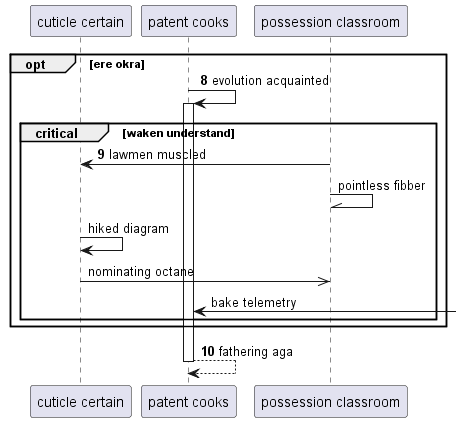 cuticle certain patent cooks possession classroom
opt [ere okra]
8 evolution acquainted
critical [waken understand]
9 lawmen muscled
pointless fibber
hiked diagram
nominating octane
bake telemetry
10 fathering aga
cuticle certain patent cooks possession classroom